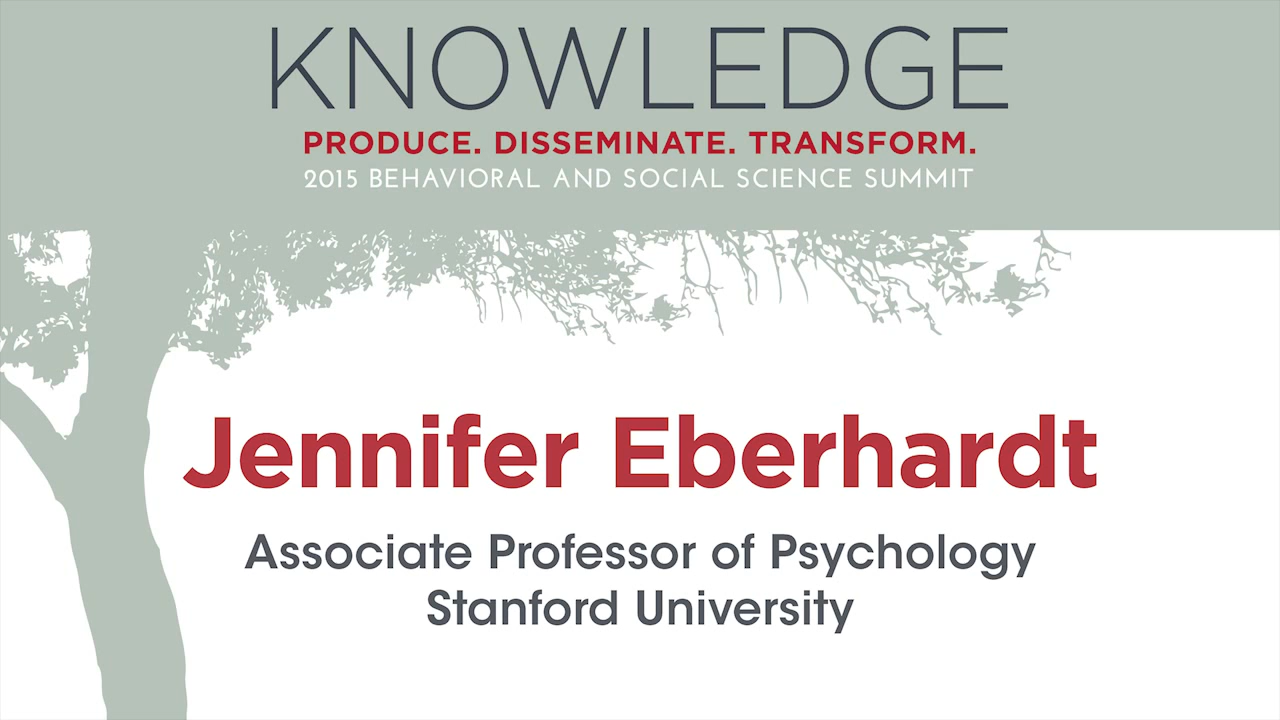 KNOWLEDGE
PRODUCE. DISSEMINATE. TRANSFORM.
2015 BEHAVIORAL AND SOCIAL SCIENCE SUMMIT
Jennifer Eberhardt
Associate Professor of Psychology
Stanford University